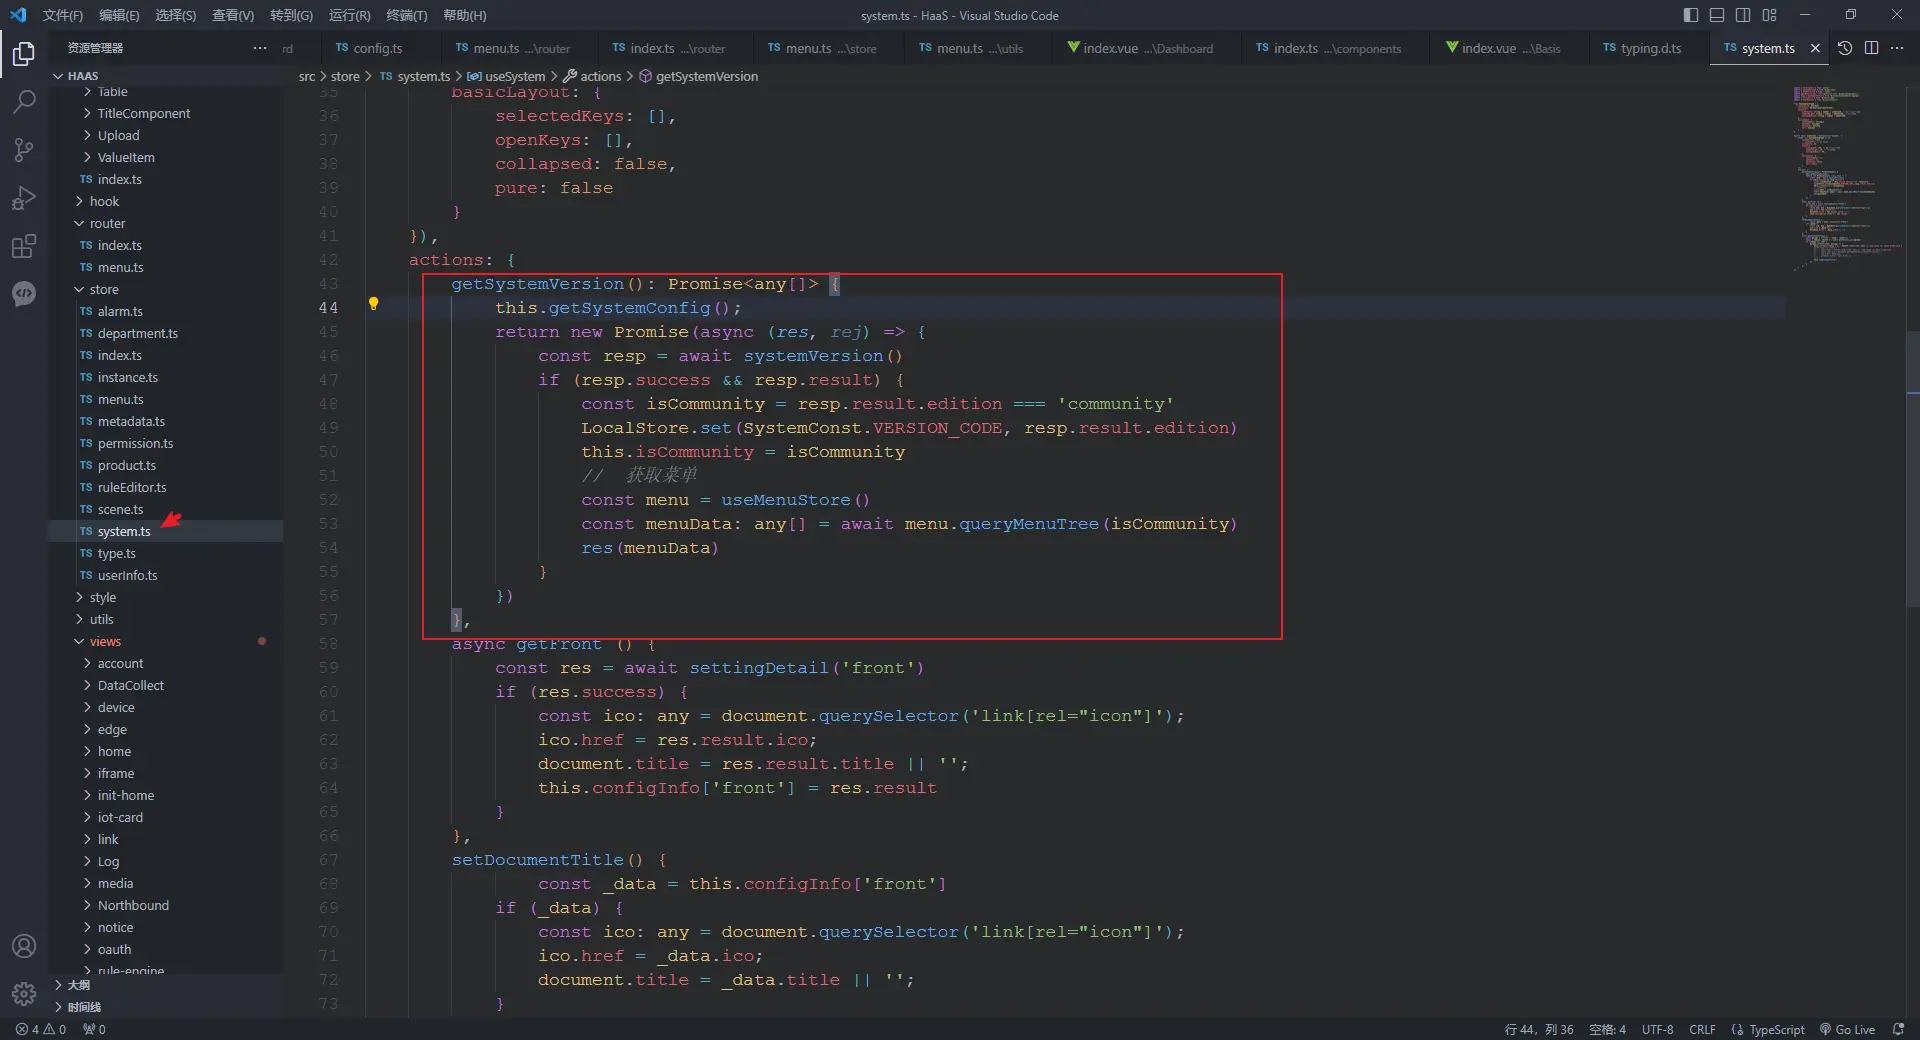 文件(F) 编辑(E) 选择(S) 查看(V) 转到(G) 运行(R) 终端(T) 帮助(H) system.ts - HaaS - Visual Studio Code
资源管理器 ··· rd TS config.ts TS menu.ts ...\router TS index.ts ...\router TS menu.ts ...\store TS menu.ts ...\utils index.vue ...\Dashboard TS index.ts ...\components index.vue ...\Basis TS typing.d.ts TS system.ts
HAAS
src > store > TS system.ts > useSystem > actions > getSystemVersion
Table
TitleComponent
Upload
ValueItem
TS index.ts
hook
router
TS index.ts
TS menu.ts
store
TS alarm.ts
TS department.ts
TS index.ts
TS instance.ts
TS menu.ts
TS metadata.ts
TS permission.ts
TS product.ts
TS ruleEditor.ts
TS scene.ts
TS system.ts
TS type.ts
TS userInfo.ts
style
utils
views
account
DataCollect
device
edge
home
iframe
init-home
iot-card
link
Log
media
Northbound
notice
oauth
rule-engine
大纲
时间线
35 basicLayout: {
36 selectedKeys: [],
37 openKeys: [],
38 collapsed: false,
39 pure: false
40 }
41 }),
42 actions: {
43 getSystemVersion(): Promise<any[]> {
44 this.getSystemConfig();
45 return new Promise(async (res, rej) => {
46 const resp = await systemVersion()
47 if (resp.success && resp.result) {
48 const isCommunity = resp.result.edition === 'community'
49 LocalStore.set(SystemConst.VERSION_CODE, resp.result.edition)
50 this.isCommunity = isCommunity
51 // 获取菜单
52 const menu = useMenuStore()
53 const menuData: any[] = await menu.queryMenuTree(isCommunity)
54 res(menuData)
55 }
56 })
57 },
58 async getFront () {
59 const res = await settingDetail('front')
60 if (res.success) {
61 const ico: any = document.querySelector('link[rel="icon"]');
62 ico.href = res.result.ico;
63 document.title = res.result.title || '';
64 this.configInfo['front'] = res.result
65 }
66 },
67 setDocumentTitle() {
68 const _data = this.configInfo['front']
69 if (_data) {
70 const ico: any = document.querySelector('link[rel="icon"]');
71 ico.href = _data.ico;
72 document.title = _data.title || '';
73 }
4 0 0 行 44, 列 36 空格: 4 UTF-8 CRLF TypeScript Go Live